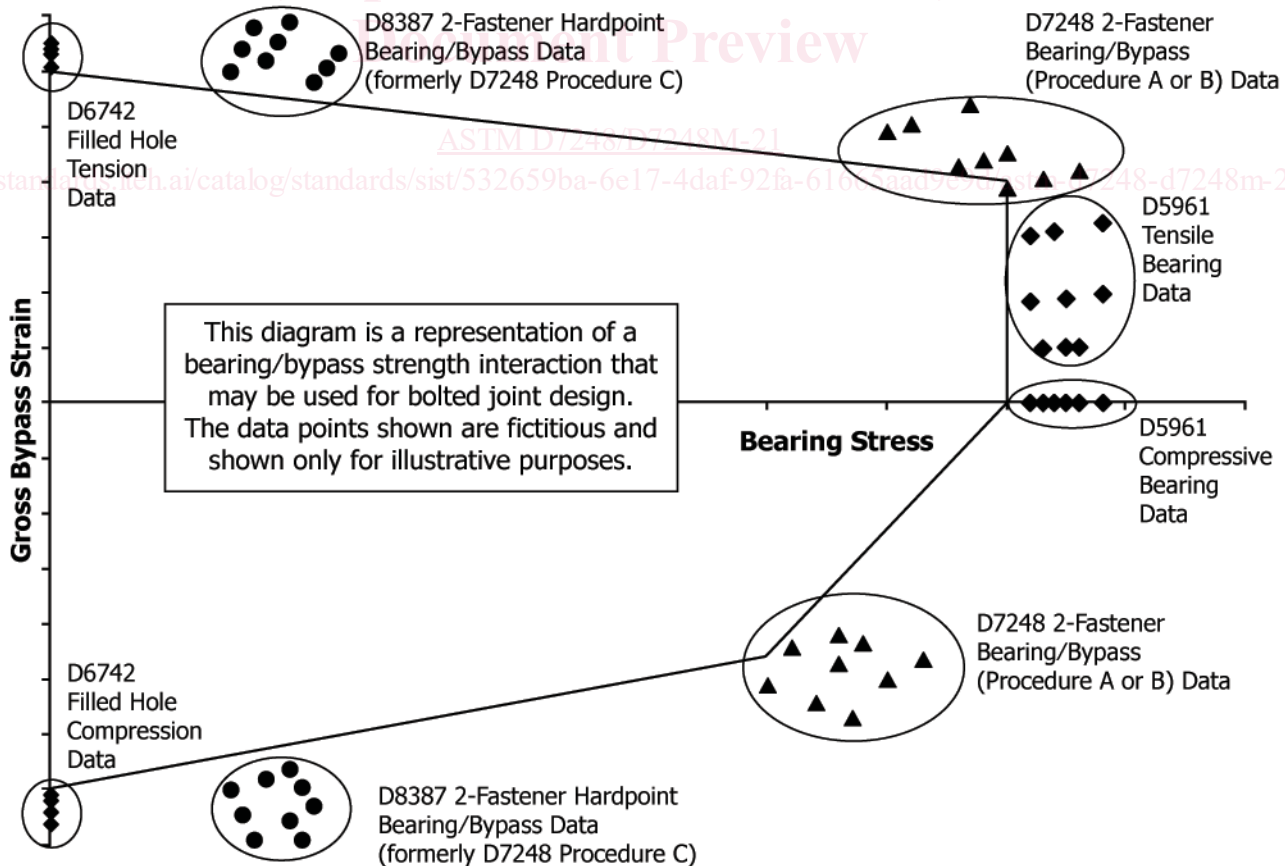 Document Preview
D8387 2-Fastener Hardpoint
Bearing/Bypass Data
(formerly D7248 Procedure C)
D7248 2-Fastener
Bearing/Bypass
(Procedure A or B) Data
D6742
Filled Hole
Tension
Data
ASTM D7248/D7248M-21
D5961
Tensile
Bearing
Data
Gross Bypass Strain
This diagram is a representation of a
bearing/bypass strength interaction that
may be used for bolted joint design.
The data points shown are fictitious and
shown only for illustrative purposes.
Bearing Stress
D5961
Compressive
Bearing
Data
D7248 2-Fastener
Bearing/Bypass
(Procedure A or B) Data
D6742
Filled Hole
Compression
Data
D8387 2-Fastener Hardpoint
Bearing/Bypass Data
(formerly D7248 Procedure C)